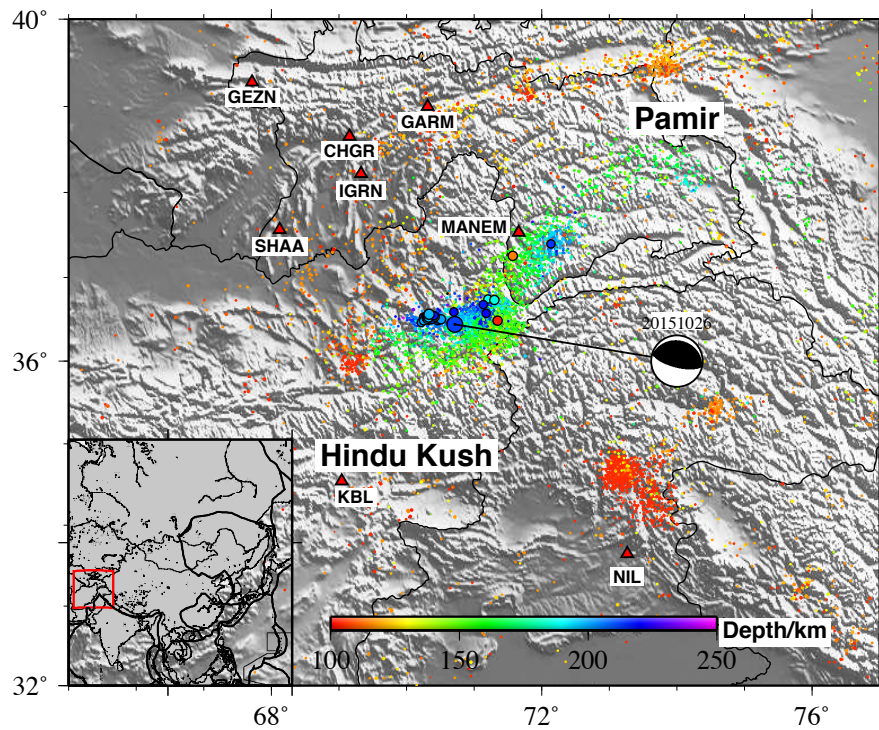 40°
GEZN
GARM
Pamir
CHGR
IGRN
MANEM
SHAA
20151026
36°
Hindu Kush
KBL
NIL
Depth/km
100 150 200 250
32°
68° 72° 76°